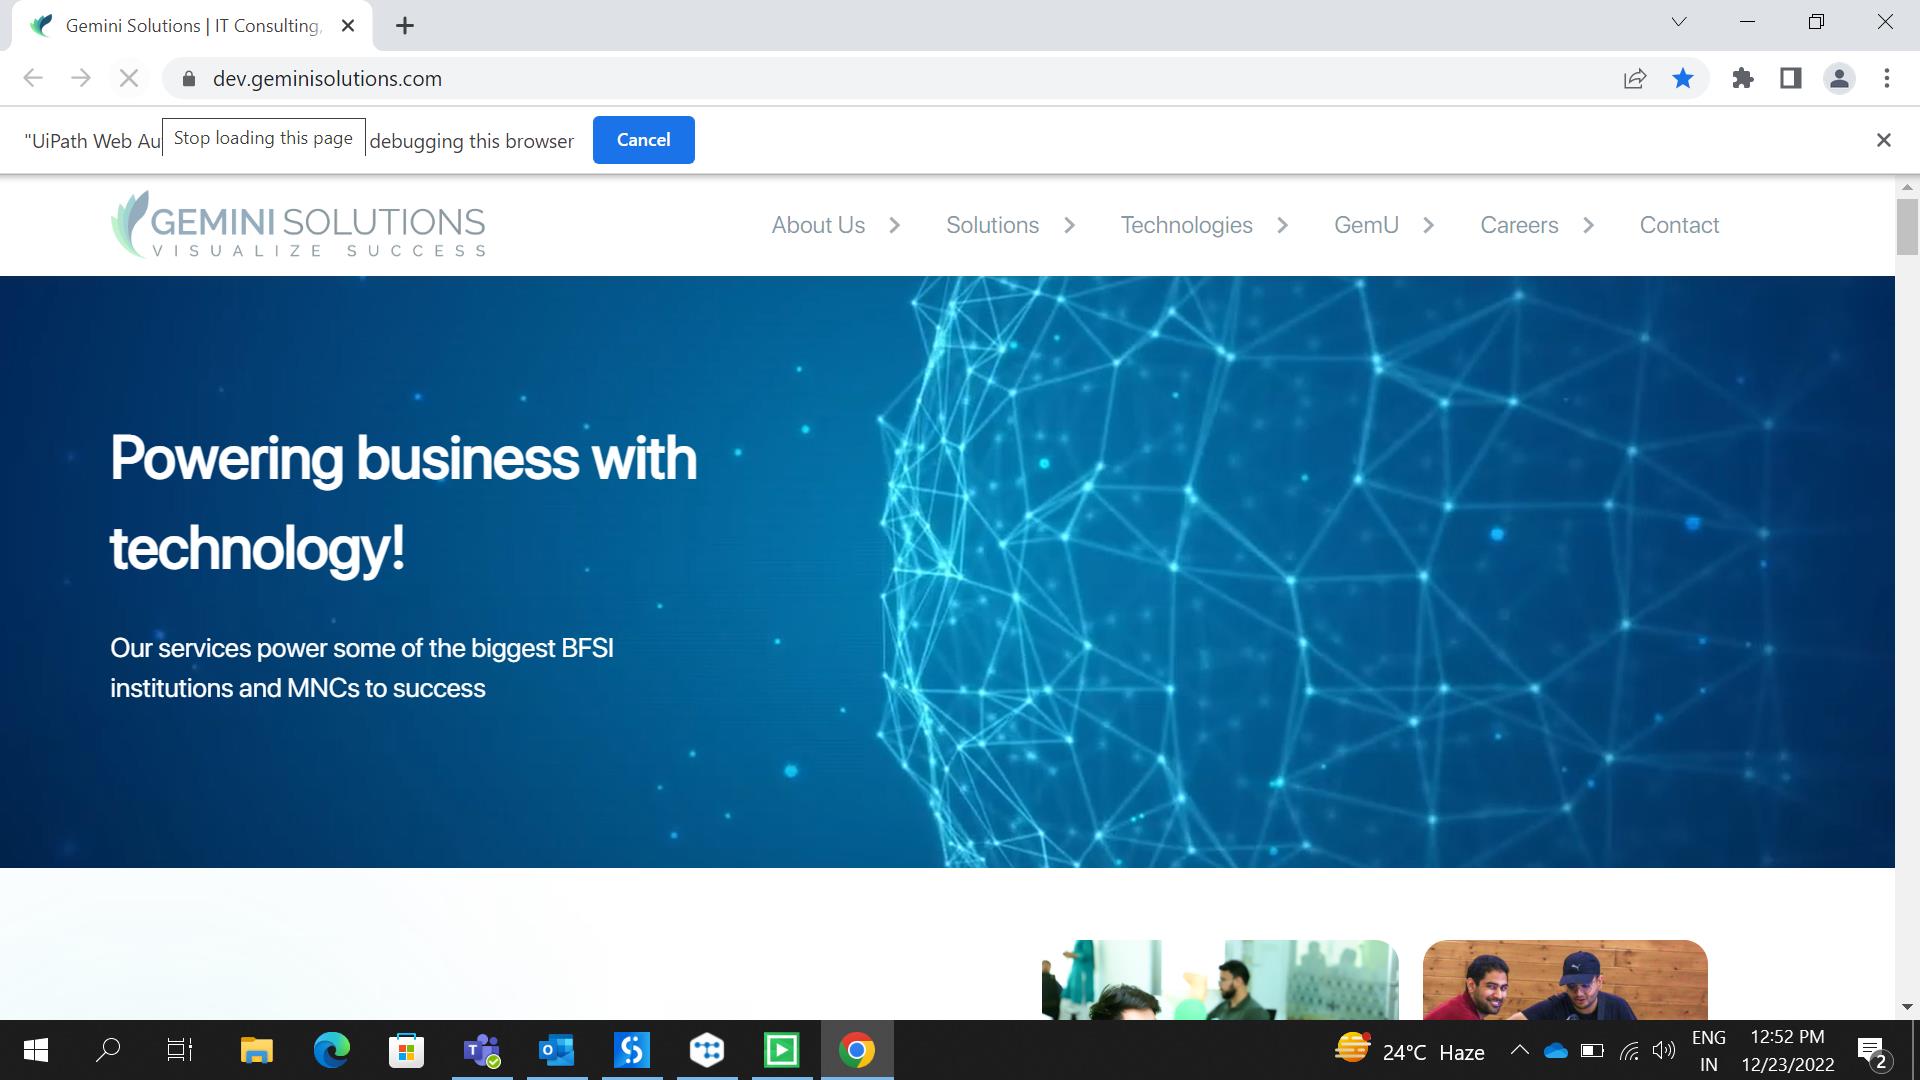 Gemini Solutions | IT Consulting,
dev.geminisolutions.com
"UiPath Web Au
Stop loading this page
debugging this browser
Cancel
GEMINI SOLUTIONS
VISUALIZE SUCCESS
About Us
Solutions
Technologies
GemU
Careers
Contact
Powering business with
technology!
Our services power some of the biggest BFSI
institutions and MNCs to success
24°C Haze
ENG
IN
12:52 PM
12/23/2022
2